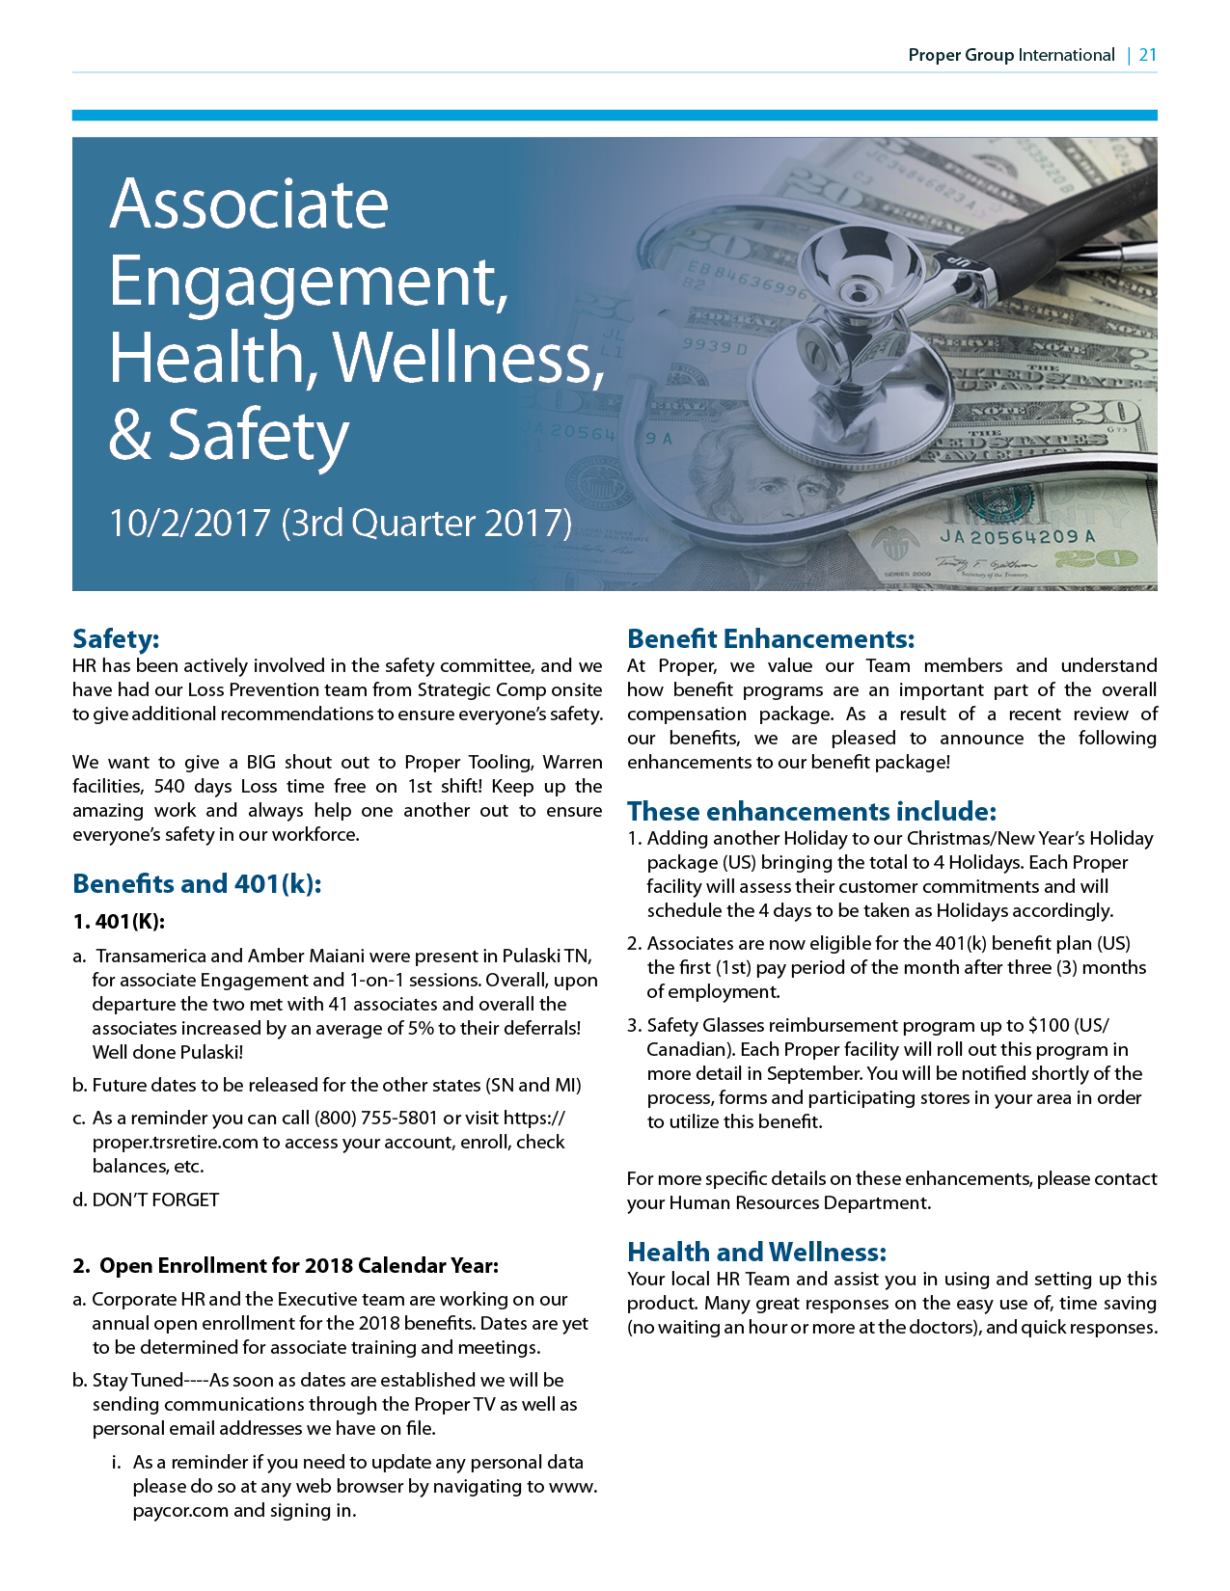 Proper Group International | 21
Associate
Engagement,
Health, Wellness,
& Safety
10/2/2017 (3rd Quarter 2017)
EB84636996
B2
9939D
JA 20564209 A
20
THE
NOTE
20
JA 20564209 A
SERIES 2009
Secretary of the Treasury.
20
Safety:
HR has been actively involved in the safety committee, and we
have had our Loss Prevention team from Strategic Comp onsite
to give additional recommendations to ensure everyone's safety.
We want to give a BIG shout out to Proper Tooling, Warren
facilities, 540 days Loss time free on 1st shift! Keep up the
amazing work and always help one another out to ensure
everyone's safety in our workforce.
Benefits and 401(k):
1. 401(K):
a. Transamerica and Amber Maiani were present in Pulaski TN,
for associate Engagement and 1-on-1 sessions. Overall, upon
departure the two met with 41 associates and overall the
associates increased by an average of 5% to their deferrals!
Well done Pulaski!
b. Future dates to be released for the other states (SN and MI)
c. As a reminder you can call (800) 755-5801 or visit https://
proper.trsretire.com to access your account, enroll, check
balances, etc.
d. DON'T FORGET
2. Open Enrollment for 2018 Calendar Year:
a. Corporate HR and the Executive team are working on our
annual open enrollment for the 2018 benefits. Dates are yet
to be determined for associate training and meetings.
b. Stay Tuned----As soon as dates are established we will be
sending communications through the Proper TV as well as
personal email addresses we have on file.
i. As a reminder if you need to update any personal data
please do so at any web browser by navigating to www.
paycor.com and signing in.
Benefit Enhancements:
At Proper, we value our Team members and understand
how benefit programs are an important part of the overall
compensation package. As a result of a recent review of
our benefits, we are pleased to announce the following
enhancements to our benefit package!
These enhancements include:
1. Adding another Holiday to our Christmas/New Year's Holiday
package (US) bringing the total to 4 Holidays. Each Proper
facility will assess their customer commitments and will
schedule the 4 days to be taken as Holidays accordingly.
2. Associates are now eligible for the 401(k) benefit plan (US)
the first (1st) pay period of the month after three (3) months
of employment.
3. Safety Glasses reimbursement program up to $100 (US/
Canadian). Each Proper facility will roll out this program in
more detail in September. You will be notified shortly of the
process, forms and participating stores in your area in order
to utilize this benefit.
For more specific details on these enhancements, please contact
your Human Resources Department.
Health and Wellness:
Your local HR Team and assist you in using and setting up this
product. Many great responses on the easy use of, time saving
(no waiting an hour or more at the doctors), and quick responses.